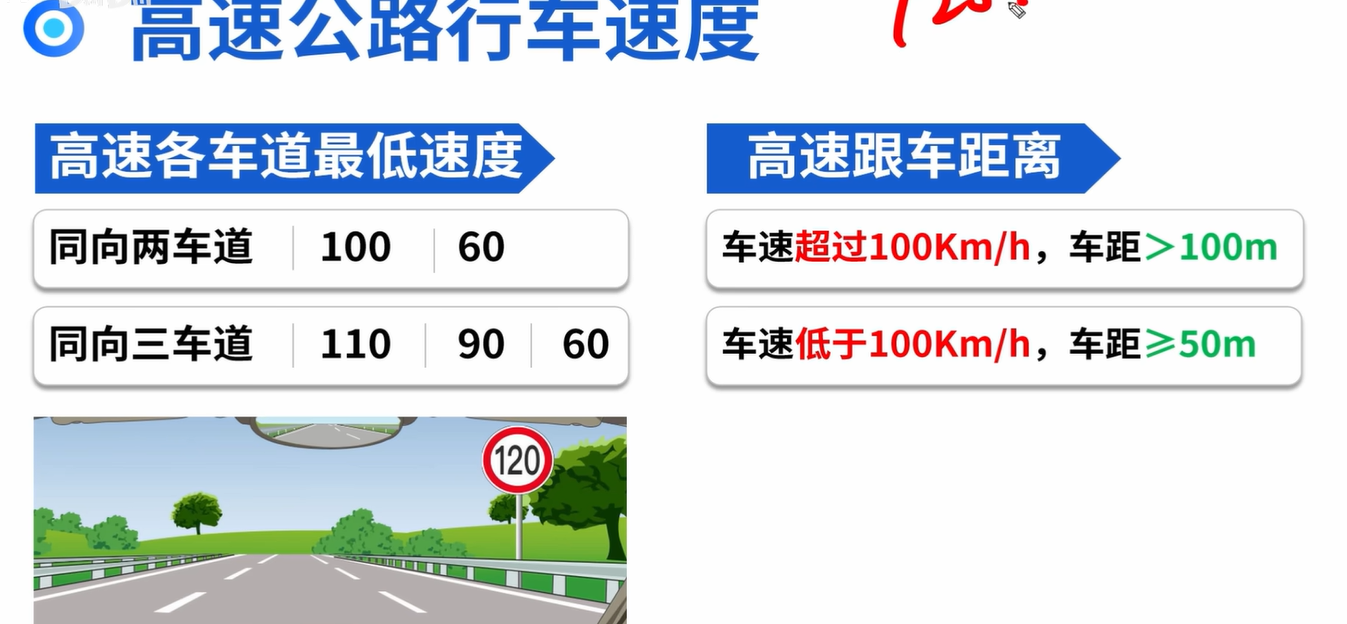 高速公路行车速度
高速各车道最低速度
同向两车道 100 60
同向三车道 110 90 60
高速跟车距离
车速超过100Km/h，车距＞100m
车速低于100Km/h，车距⩾50m
120